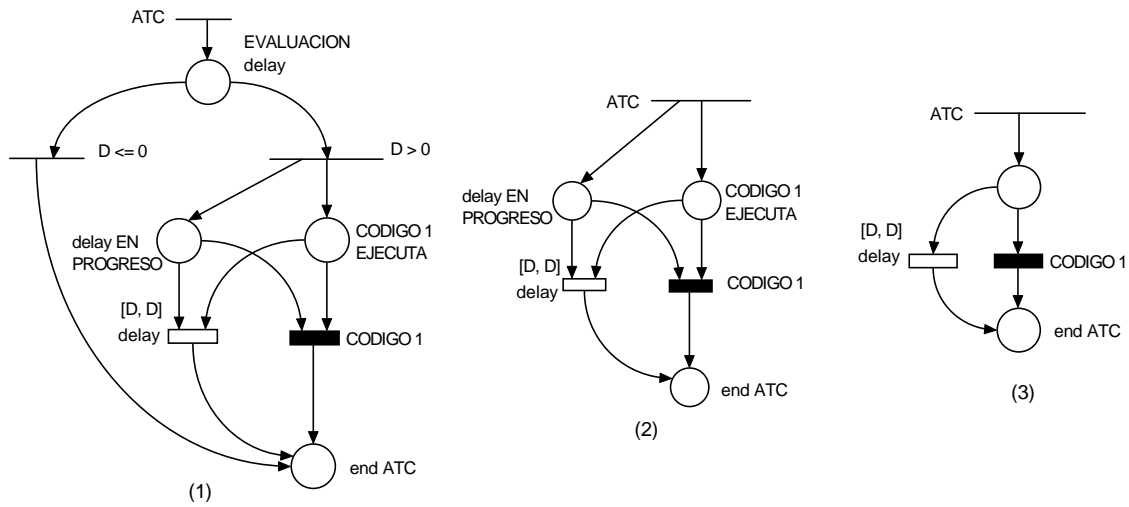 ATC
EVALUACION
delay
D <= 0
D > 0
delay EN
PROGRESO
CODIGO 1
EJECUTA
[D, D]
delay
CODIGO 1
end ATC
(1)
ATC
delay EN
PROGRESO
CODIGO 1
EJECUTA
[D, D]
delay
CODIGO 1
end ATC
(2)
ATC
[D, D]
delay
CODIGO 1
end ATC
(3)